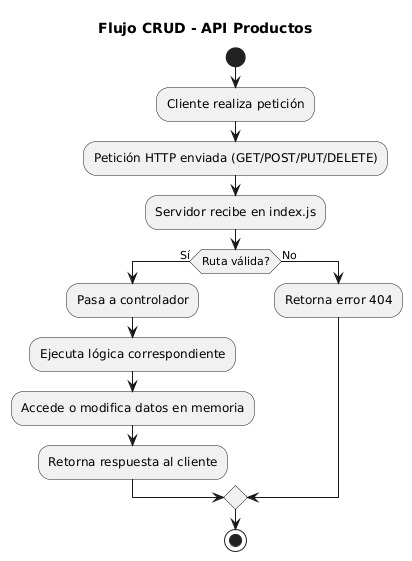 Flujo CRUD - API Productos
Cliente realiza petición
Petición HTTP enviada (GET/POST/PUT/DELETE)
Servidor recibe en index.js
Ruta válida?
Sí
No
Pasa a controlador
Retorna error 404
Ejecuta lógica correspondiente
Accede o modifica datos en memoria
Retorna respuesta al cliente